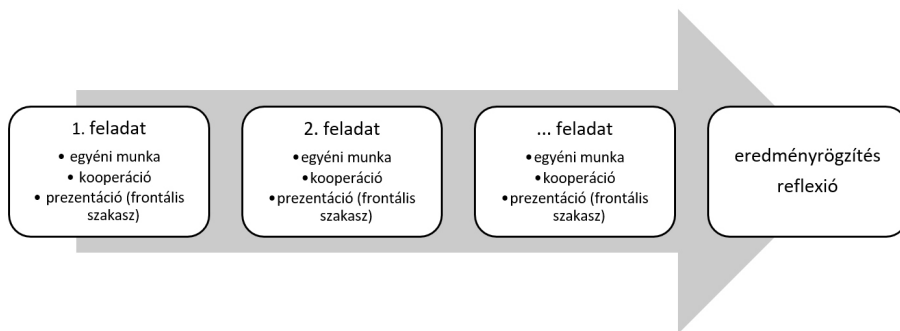 1. feladat
• egyéni munka
• kooperáció
• prezentáció (frontális
szakasz)
2. feladat
•egyéni munka
•kooperáció
•prezentáció (frontális
szakasz)
... feladat
•egyéni munka
•kooperáció
•prezentáció (frontális
szakasz)
eredményrögzítés
reflexió